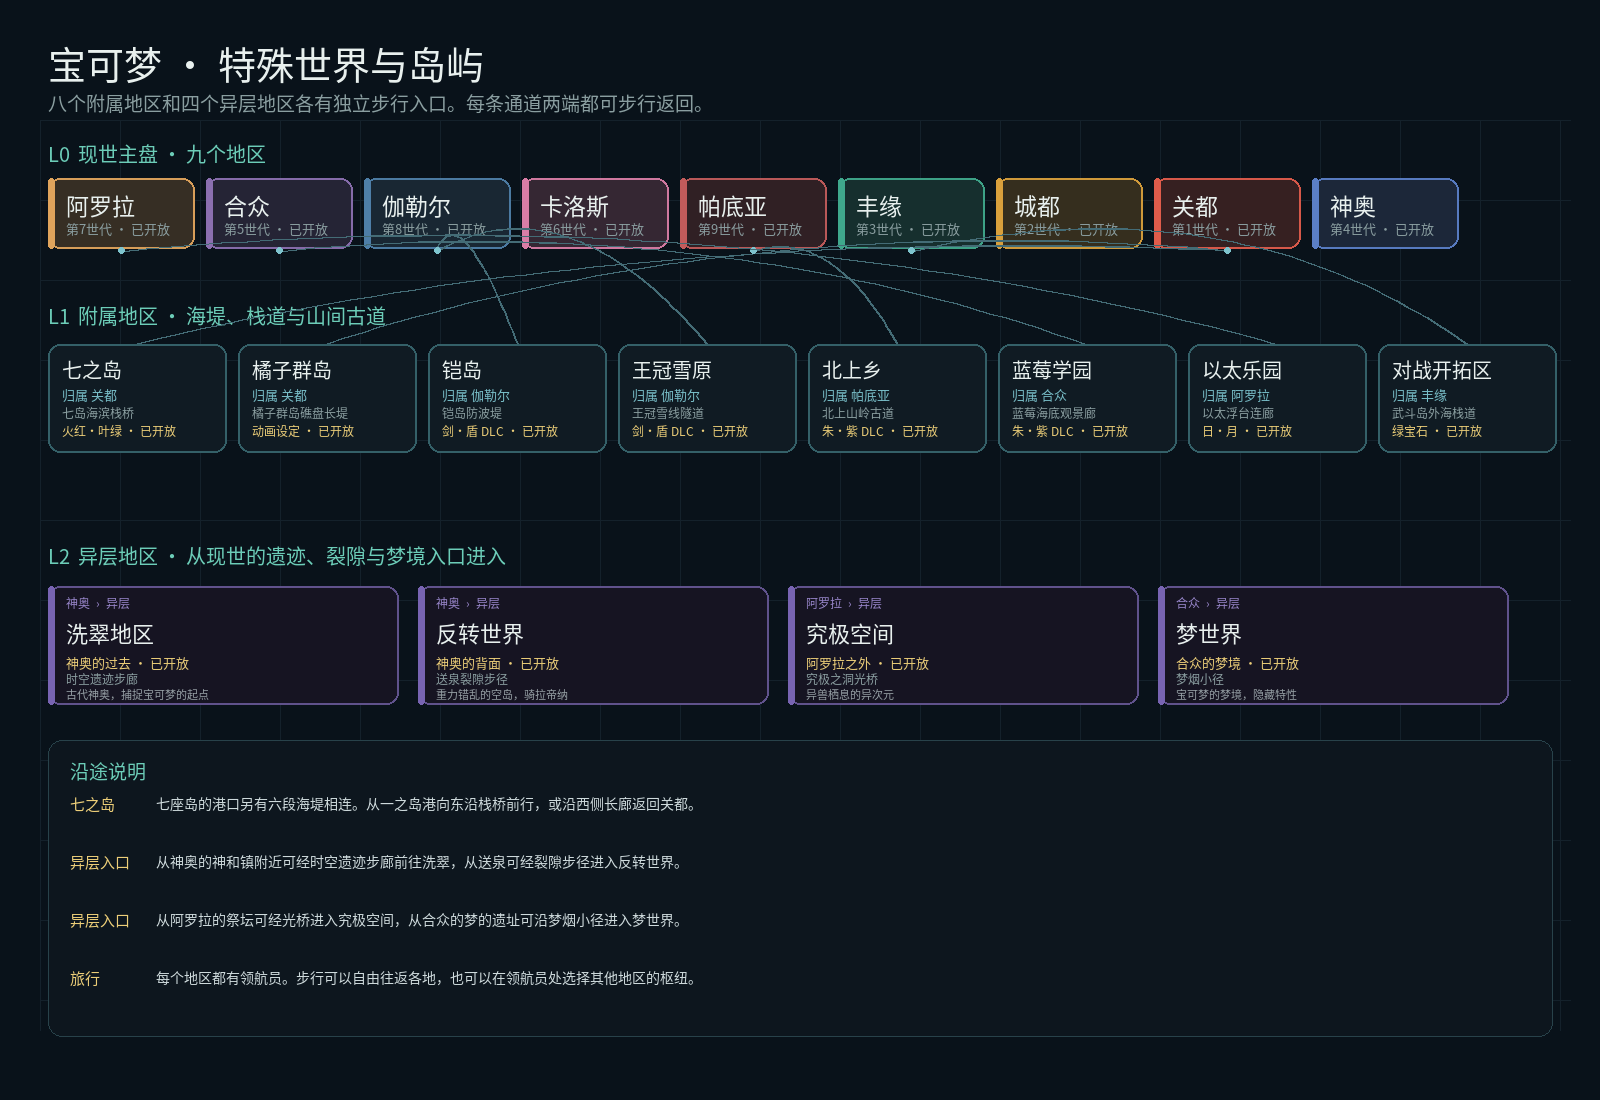 宝可梦 · 特殊世界与岛屿
八个附属地区和四个异层地区各有独立步行入口。每条通道两端都可步行返回。
L0 现世主盘 · 九个地区
阿罗拉
第7世代 · 已开放
合众
第5世代 · 已开放
伽勒尔
第8世代 · 已开放
卡洛斯
第6世代 · 已开放
帕底亚
第9世代 · 已开放
丰缘
第3世代 · 已开放
城都
第2世代 · 已开放
关都
第1世代 · 已开放
神奥
第4世代 · 已开放
L1 附属地区 · 海堤、栈道与山间古道
七之岛
归属 关都
七岛海滨栈桥
火红·叶绿 · 已开放
橘子群岛
归属 关都
橘子群岛礁盘长堤
动画设定 · 已开放
铠岛
归属 伽勒尔
铠岛防波堤
剑·盾 DLC · 已开放
王冠雪原
归属 伽勒尔
王冠雪线隧道
剑·盾 DLC · 已开放
北上乡
归属 帕底亚
北上山岭古道
朱·紫 DLC · 已开放
蓝莓学园
归属 合众
蓝莓海底观景廊
朱·紫 DLC · 已开放
以太乐园
归属 阿罗拉
以太浮台连廊
日·月 · 已开放
对战开拓区
归属 丰缘
武斗岛外海栈道
绿宝石 · 已开放
L2 异层地区 · 从现世的遗迹、裂隙与梦境入口进入
神奥 › 异层
洗翠地区
神奥的过去 · 已开放
时空遗迹步廊
古代神奥，捕捉宝可梦的起点
神奥 › 异层
反转世界
神奥的背面 · 已开放
送泉裂隙步径
重力错乱的空岛，骑拉帝纳
阿罗拉 › 异层
究极空间
阿罗拉之外 · 已开放
究极之洞光桥
异兽栖息的异次元
合众 › 异层
梦世界
合众的梦境 · 已开放
梦烟小径
宝可梦的梦境，隐藏特性
沿途说明
七之岛 七座岛的港口另有六段海堤相连。从一之岛港向东沿栈桥前行，或沿西侧长廊返回关都。
异层入口 从神奥的神和镇附近可经时空遗迹步廊前往洗翠，从送泉可经裂隙步径进入反转世界。
异层入口 从阿罗拉的祭坛可经光桥进入究极空间，从合众的梦的遗址可沿梦烟小径进入梦世界。
旅行 每个地区都有领航员。步行可以自由往返各地，也可以在领航员处选择其他地区的枢纽。